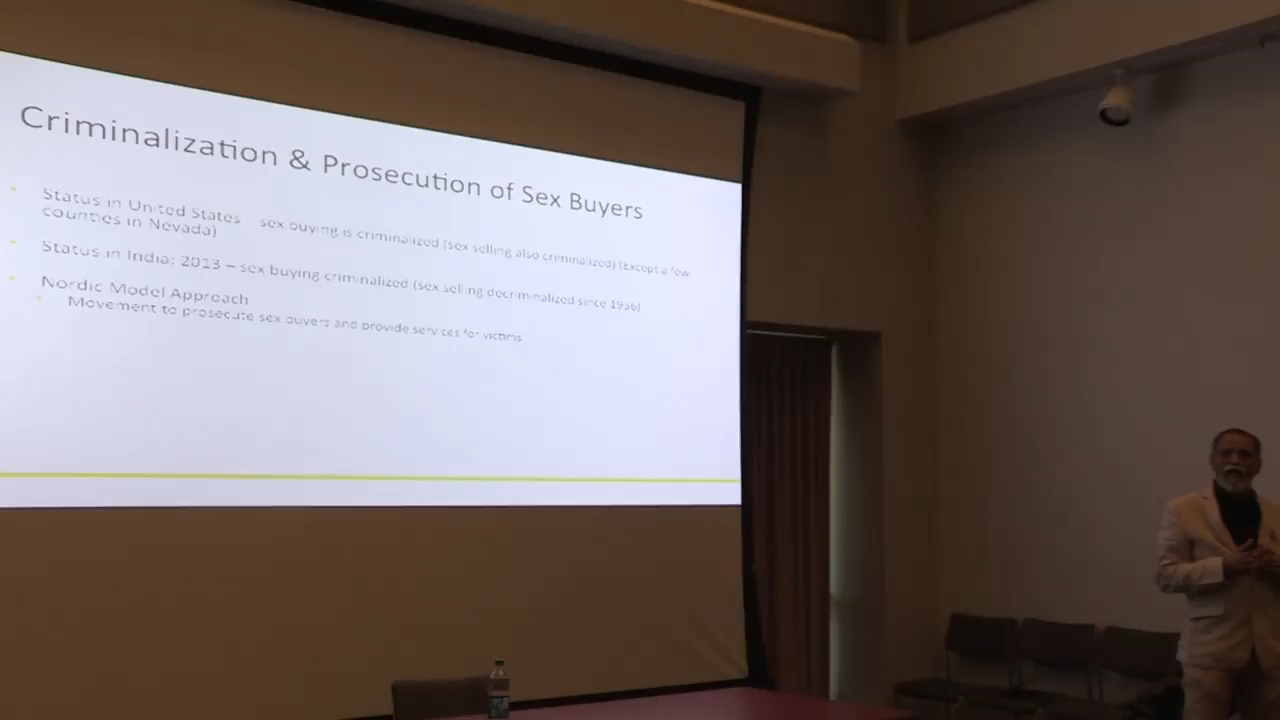 Criminalization & Prosecution of Sex Buyers
Status in United States - sex buying is criminalized (sex selling also criminalized) (Except a few
counties in Nevada)
Status in India: 2013 – sex buying criminalized (sex selling decriminalized since 1956)
Nordic Model Approach
Movement to prosecute sex buyers and provide services for victims